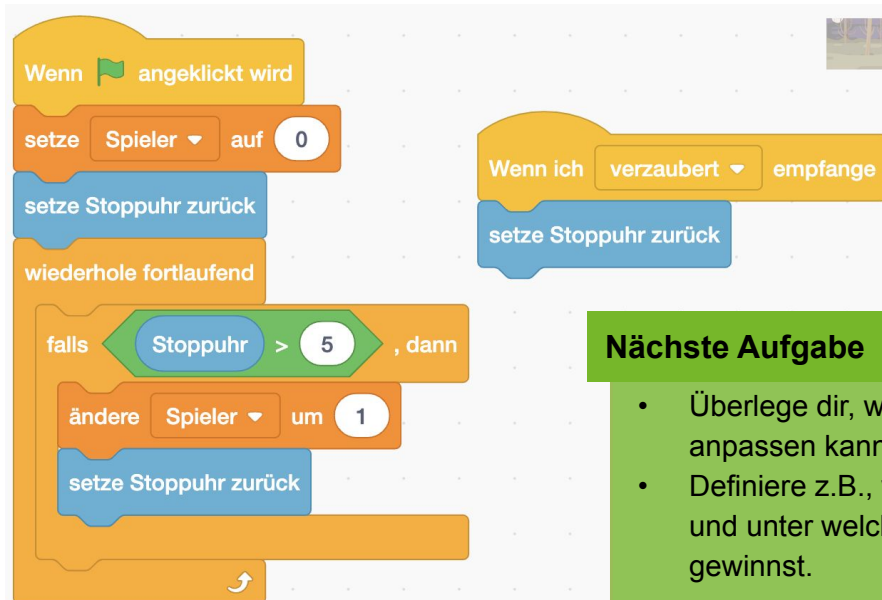 Wenn angeklickt wird
setze Spieler auf 0
setze Stoppuhr zurück
wiederhole fortlaufend
falls Stoppuhr > 5 , dann
ändere Spieler um 1
setze Stoppuhr zurück
Wenn ich verzaubert empfange
setze Stoppuhr zurück
Nächste Aufgabe
• Überlege dir, w
anpassen kann
• Definiere z.B.,
und unter welch
gewinnst.